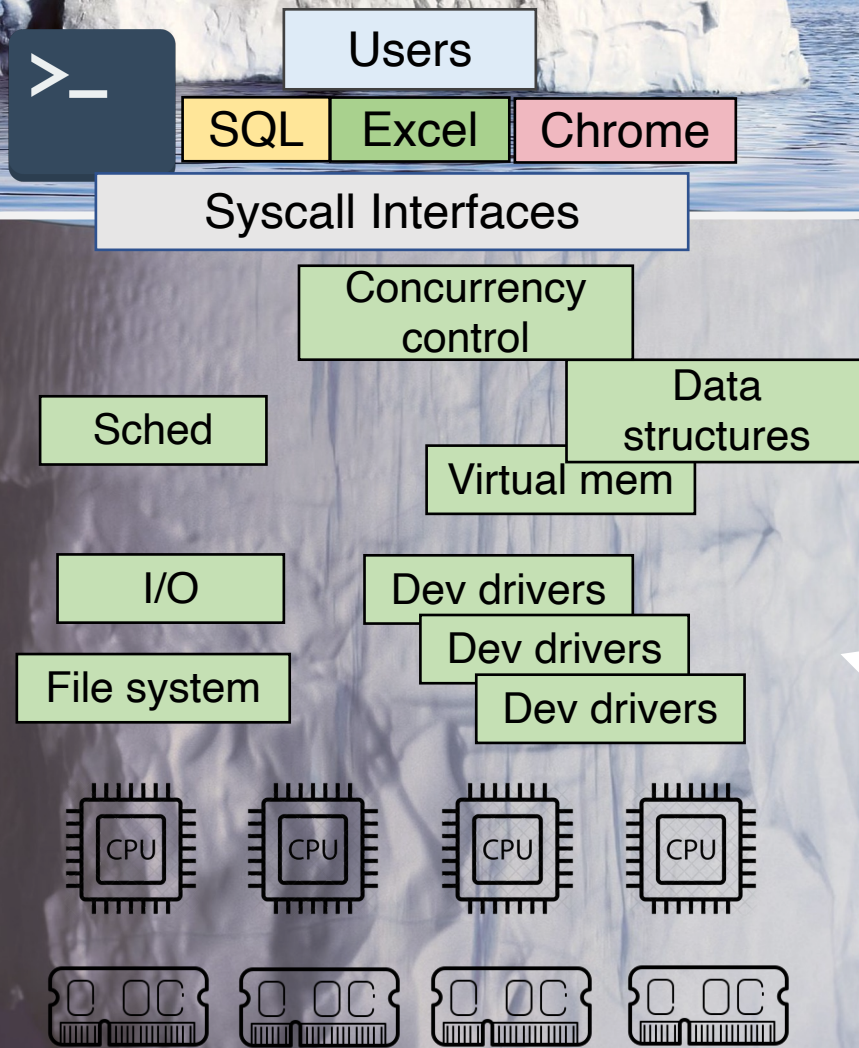 Users
>_
SQL
Excel
Chrome
Syscall Interfaces
Concurrency
control
Data
structures
Sched
Virtual mem
I/O
Dev drivers
Dev drivers
File system
Dev drivers
CPU
CPU
CPU
CPU